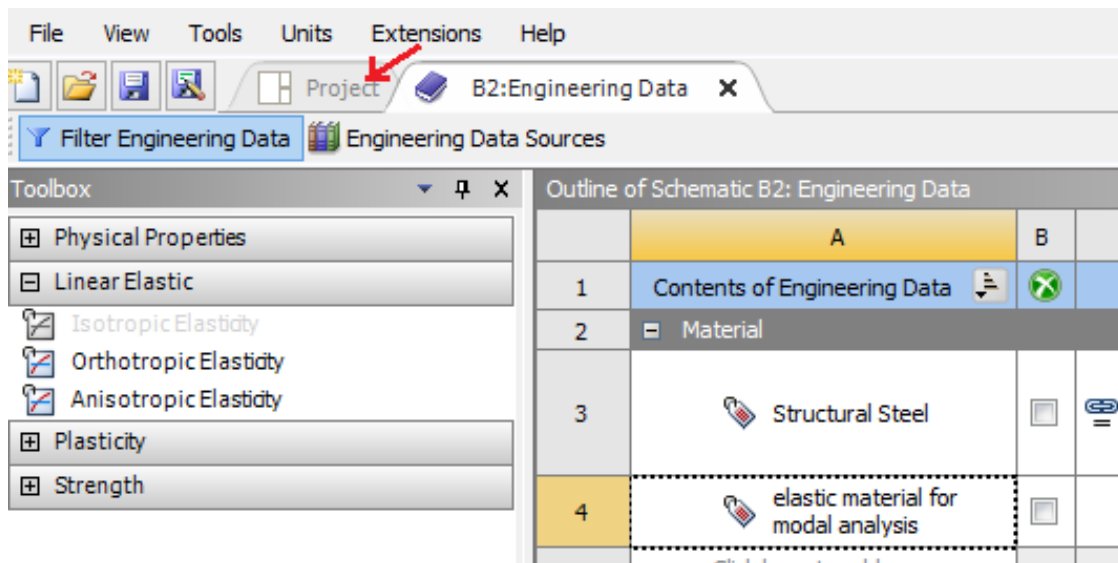 File View Tools Units Extensions Help
Project B2:Engineering Data
Filter Engineering Data Engineering Data Sources
Toolbox
Physical Properties
Linear Elastic
Isotropic Elasticity
Orthotropic Elasticity
Anisotropic Elasticity
Plasticity
Strength
Outline of Schematic B2: Engineering Data
A B
1 Contents of Engineering Data
2 Material
3 Structural Steel
4 elastic material for
modal analysis